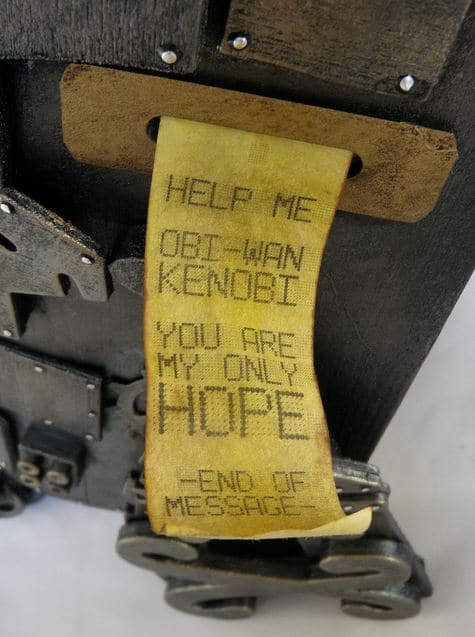 HELP ME
OBI-WAN
KENOBI
YOU ARE
MY ONLY
HOPE
-END OF
MESSAGE-